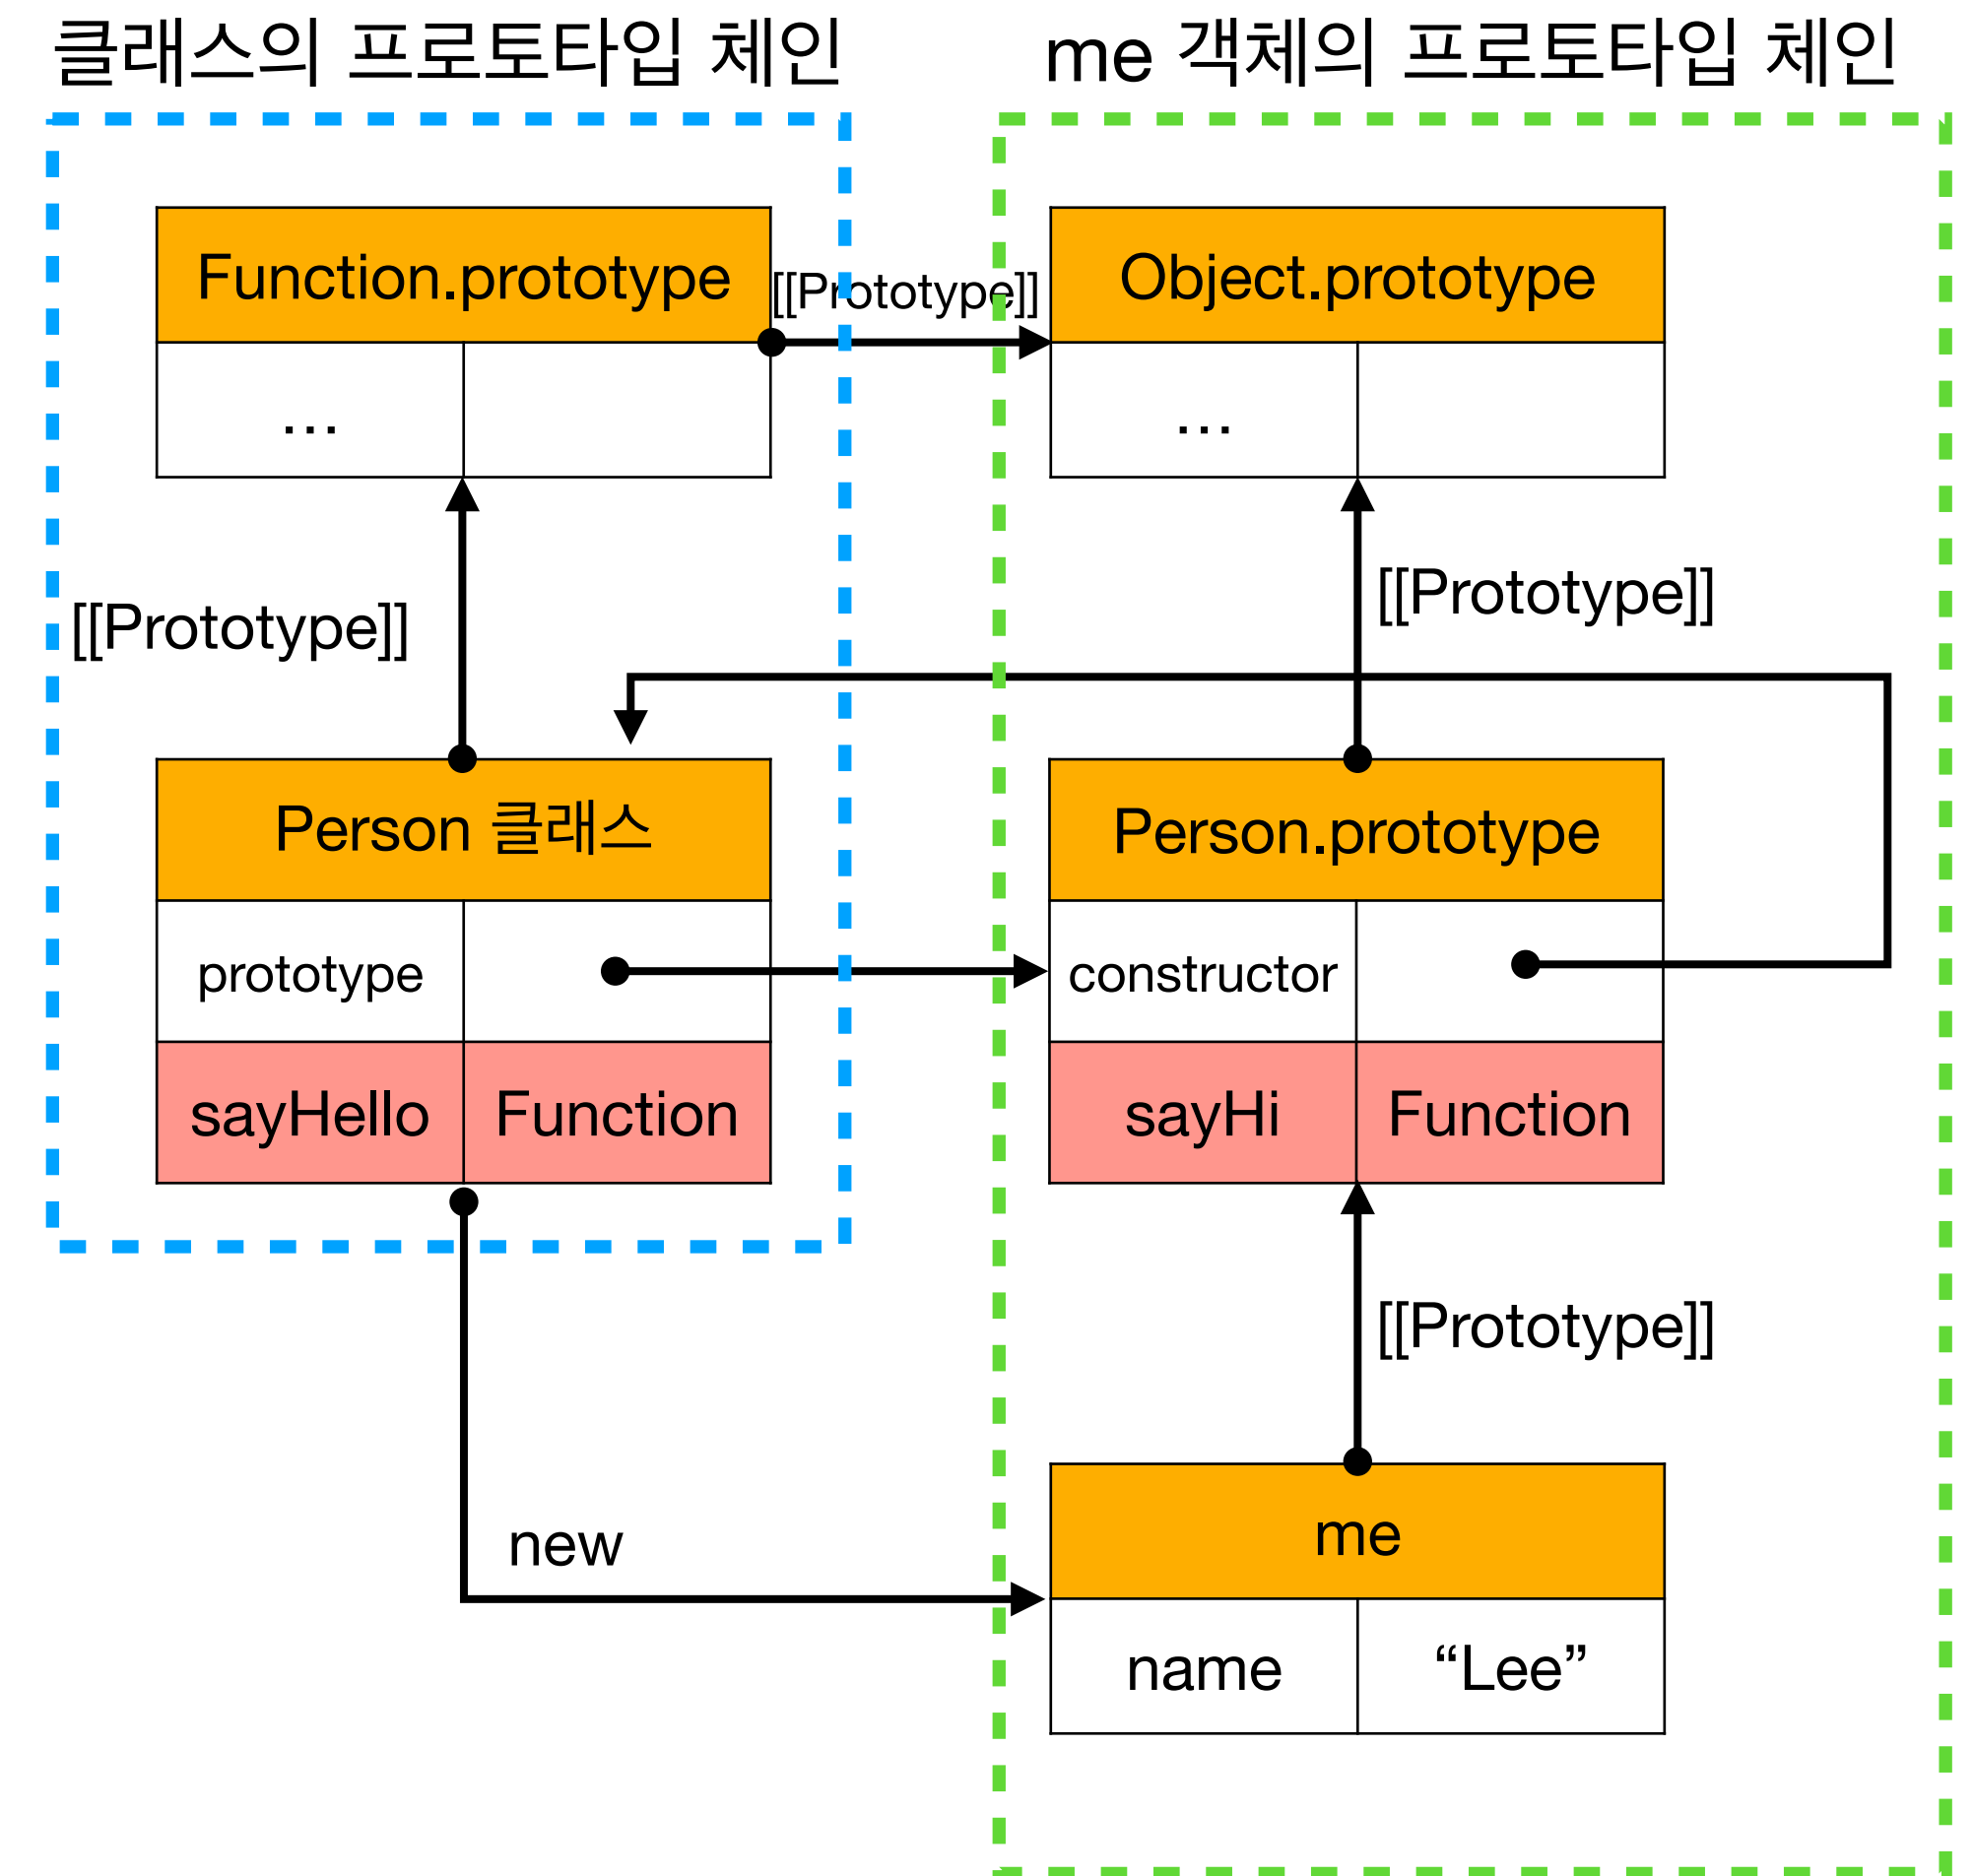 클래스의 프로토타입 체인
me 객체의 프로토타입 체인
Function.prototype
[[Prototype]]
Object.prototype
...
...
[[Prototype]]
[[Prototype]]
Person 클래스
Person.prototype
prototype
constructor
sayHello
Function
sayHi
Function
[[Prototype]]
new
me
name
“Lee”